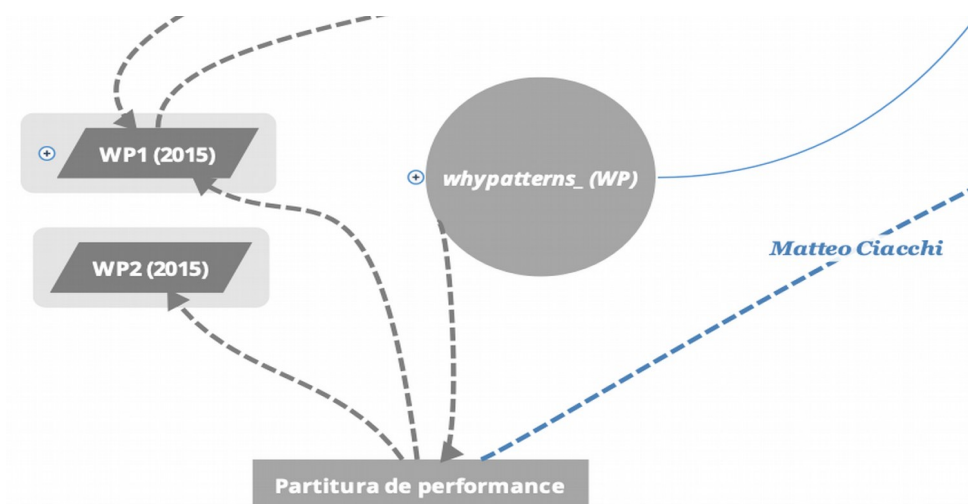 WP1 (2015)
whypatterns_ (WP)
Matteo Ciacchi
WP2 (2015)
Partitura de performance